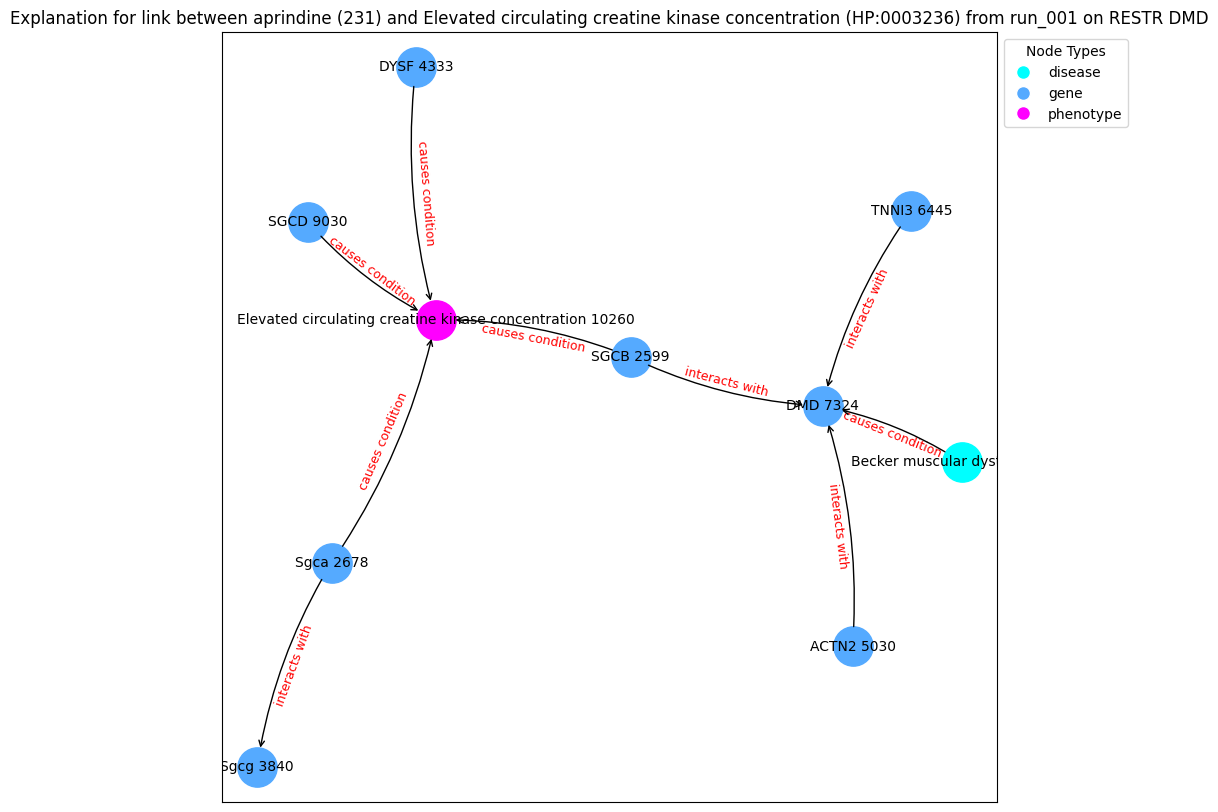 Explanation for link between aprindine (231) and Elevated circulating creatine kinase concentration (HP:0003236) from run_001 on RESTR DMD
Node Types
disease
gene
phenotype
DYSF 4333
causes condition
TNNI3 6445
SGCD 9030
causes condition
interacts with
Elevated circulating creatine kinase concentration 10260
causes condition
SGCB 2599
interacts with
DMD 7324
causes condition
Becker muscular dyst
causes condition
interacts with
Sgca 2678
ACTN2 5030
interacts with
Sgcg 3840